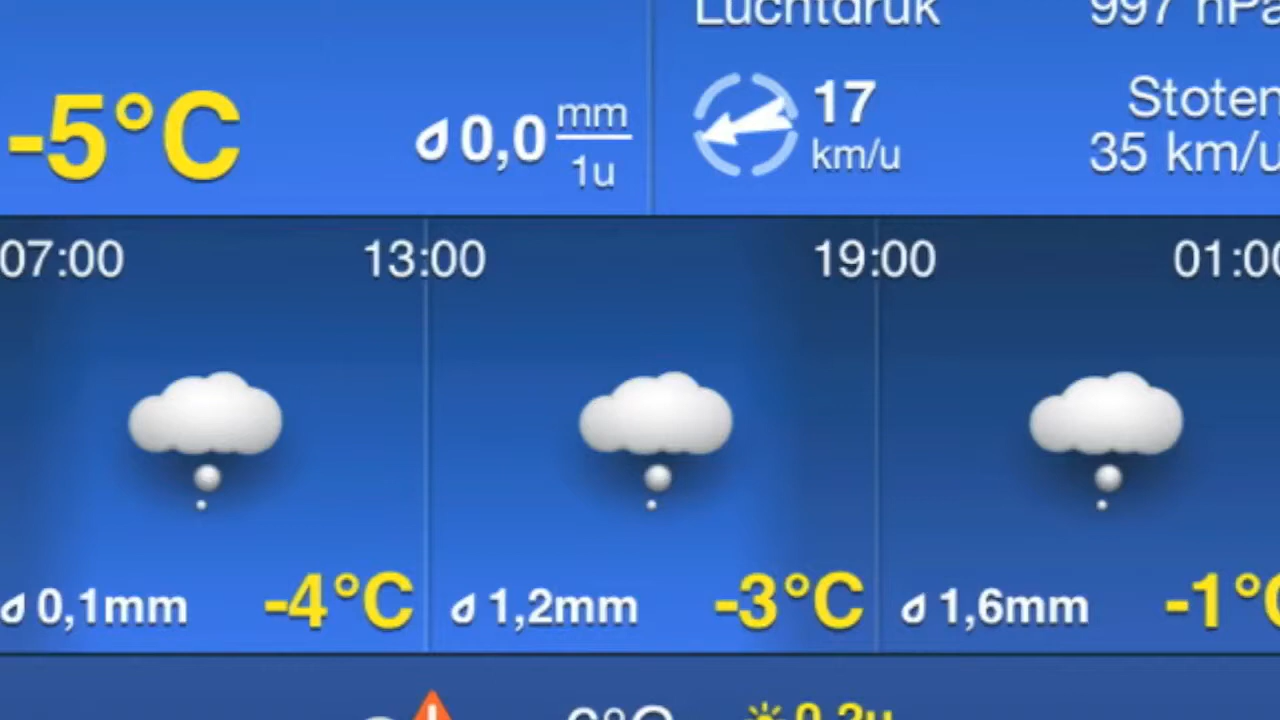 Luchtdruk 997 hPa
-5°C 0,0 mm
1u
17
km/u
Stoten
35 km/u
07:00 13:00 19:00 01:00
0,1mm -4°C 1,2mm -3°C 1,6mm -1°C